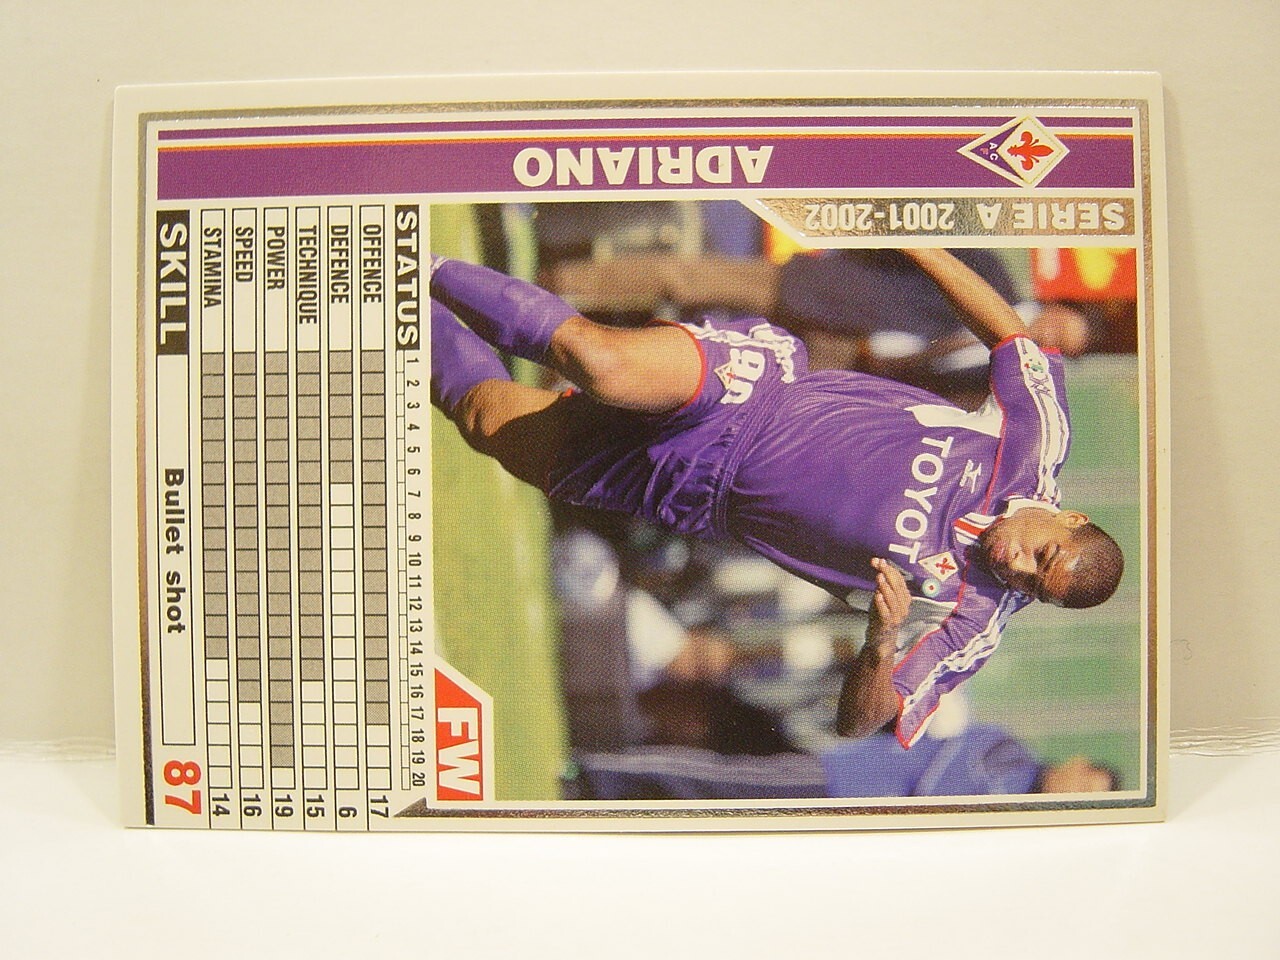 ADRIANO
A C
SERIE A 2001-2002
90
TOYOT
FW
STATUS 1 2 3 4 5 6 7 8 9 10 11 12 13 14 15 16 17 18 19 20
OFFENCE 17
DEFENCE 6
TECHNIQUE 15
POWER 19
SPEED 16
STAMINA 14
SKILL Bullet shot 87